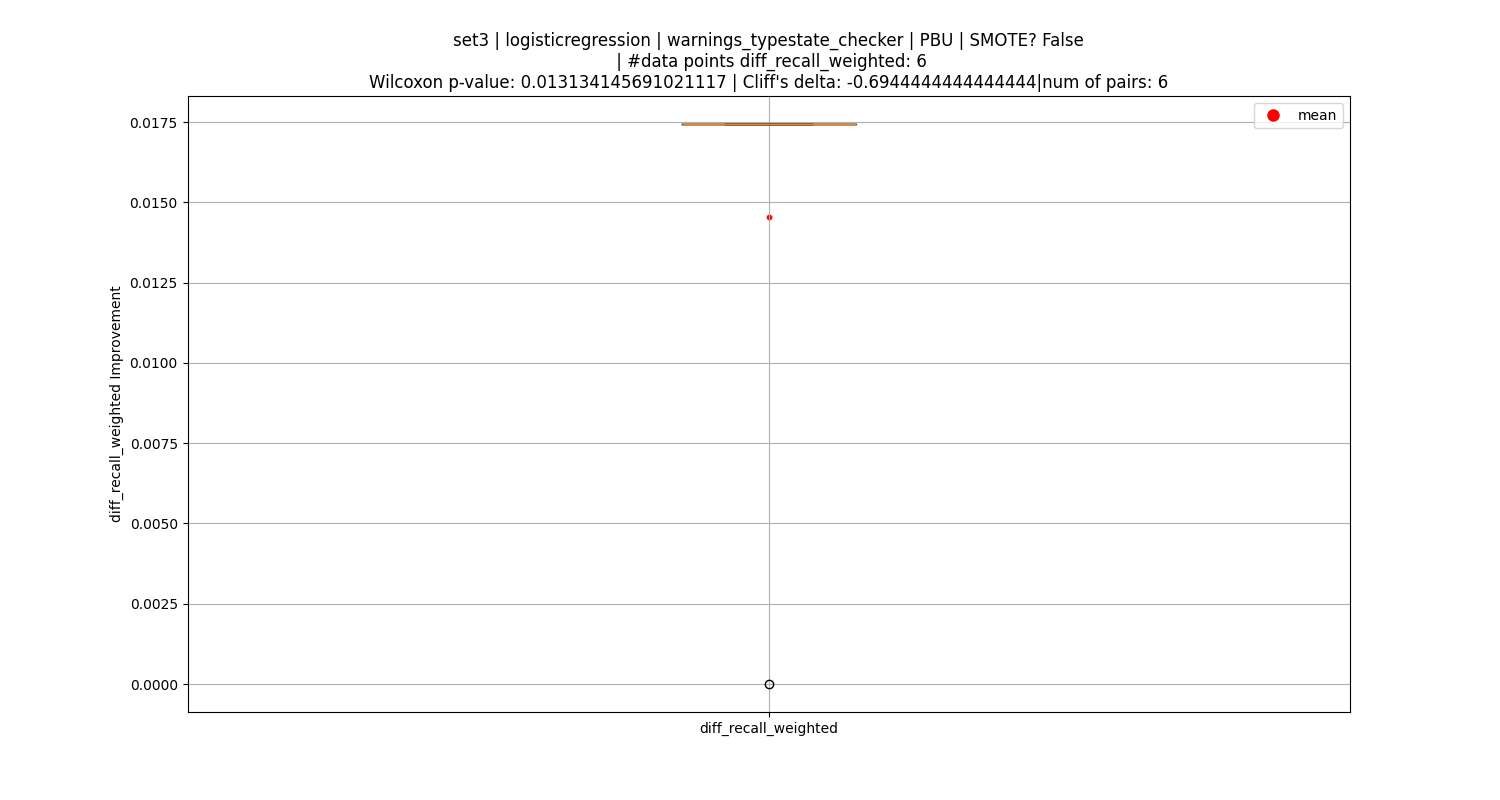 set3 | logisticregression | warnings_typestate_checker | PBU | SMOTE? False
| #data points diff_recall_weighted: 6
Wilcoxon p-value: 0.013134145691021117 | Cliff's delta: -0.6944444444444444|num of pairs: 6
mean
0.0175
0.0150
0.0125
0.0100
0.0075
0.0050
0.0025
0.0000
diff_recall_weighted Improvement
diff_recall_weighted